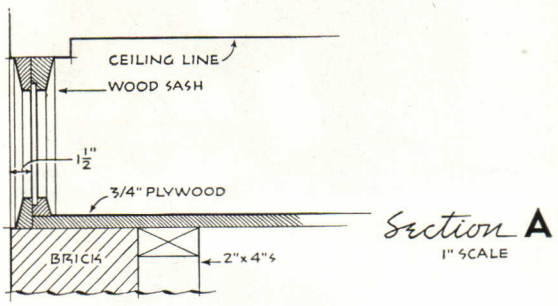 CEILING LINE
WOOD SASH
1 1/2"
3/4" PLYWOOD
Section A
1" SCALE
BRICK
2"x 4"s